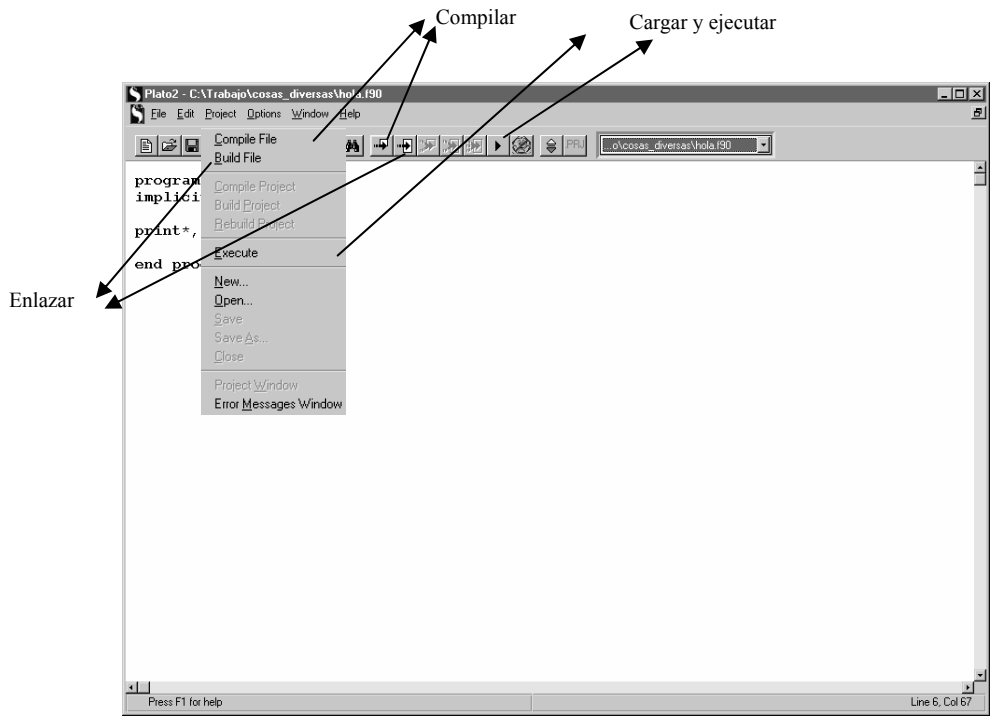 Compilar
Cargar y ejecutar
Plato2 - C:\Trabajo\cosas_diversas\hola.f90
File Edit Project Options Window Help
PRJ
...o\cosas_diversas\hola.f90
Compile File
Build File
Compile Project
Build Project
Rebuild Project
Execute
New...
Open...
Save
Save As...
Close
Project Window
Error Messages Window
program
implici
print*,
end pro
Enlazar
Press F1 for help
Line 6, Col 67